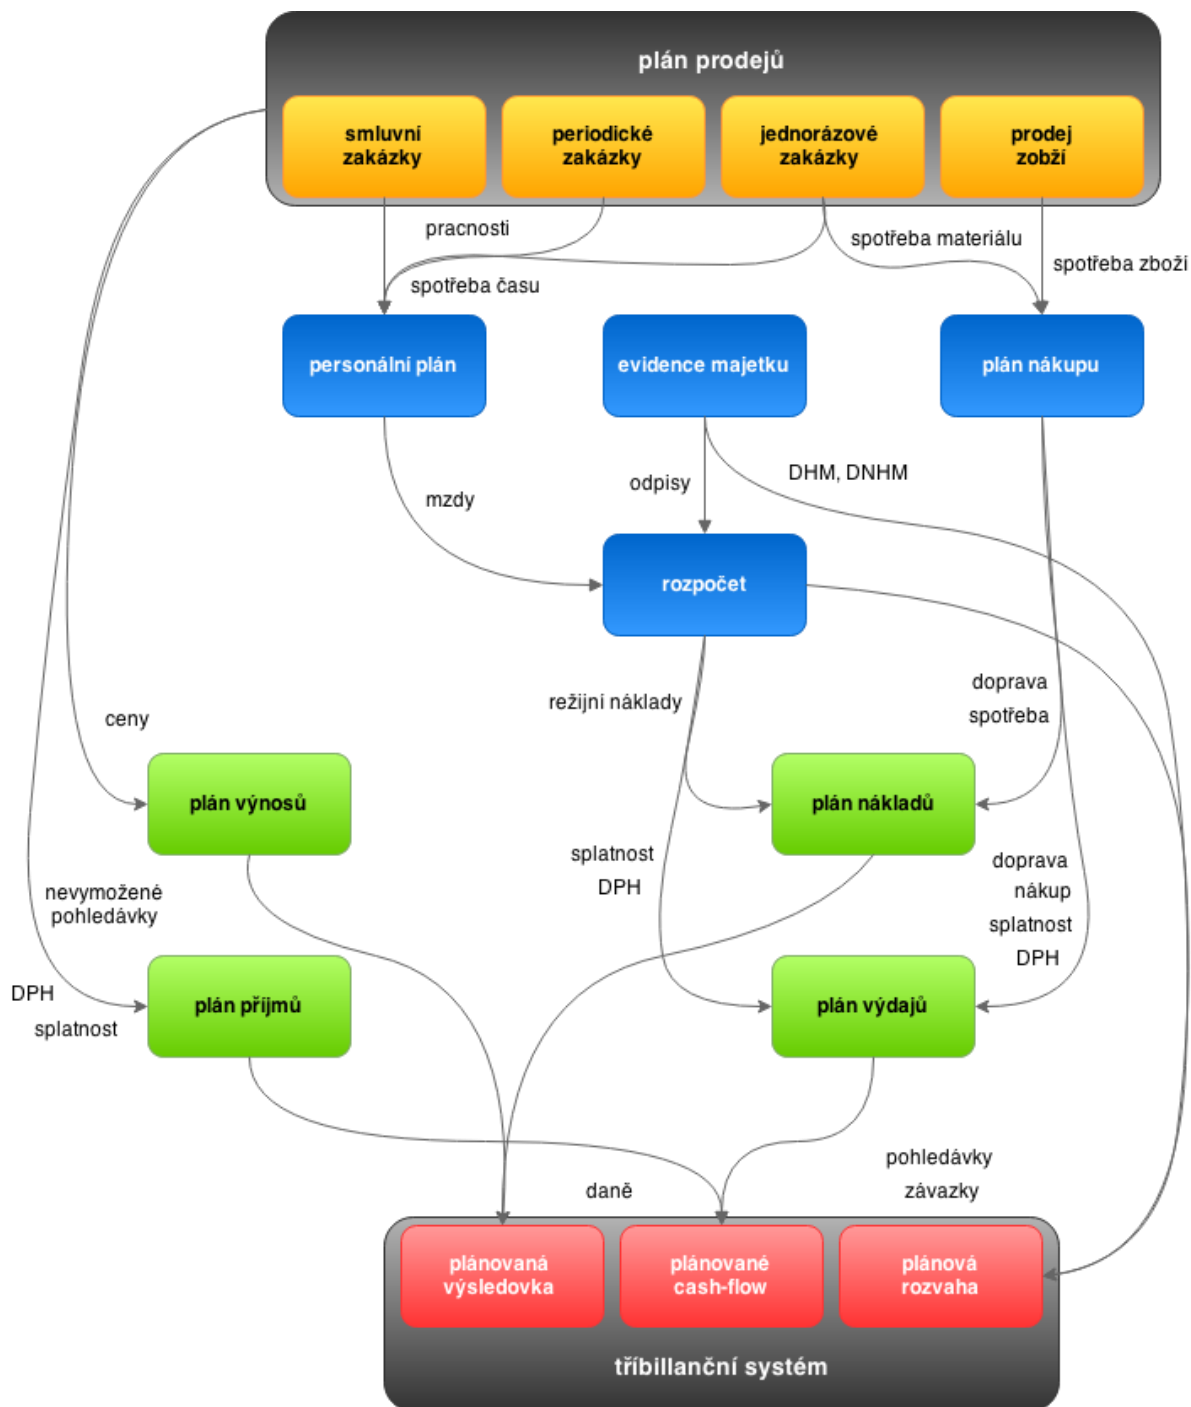 plán prodejů
smluvní
zakázky
periodické
zakázky
jednorázové
zakázky
prodej
zobží
pracnosti
spotřeba materiálu
spotřeba zboží
spotřeba času
personální plán
evidence majetku
plán nákupu
DHM, DNHM
odpisy
mzdy
rozpočet
doprava
režijní náklady
spotřeba
ceny
plán výnosů
plán nákladů
splatnost
DPH
doprava
nákup
splatnost
DPH
nevymožené
pohledávky
DPH
splatnost
plán příjmů
plán výdajů
pohledávky
závazky
daně
plánovaná
výsledovka
plánované
cash-flow
plánová
rozvaha
tříbillanční systém